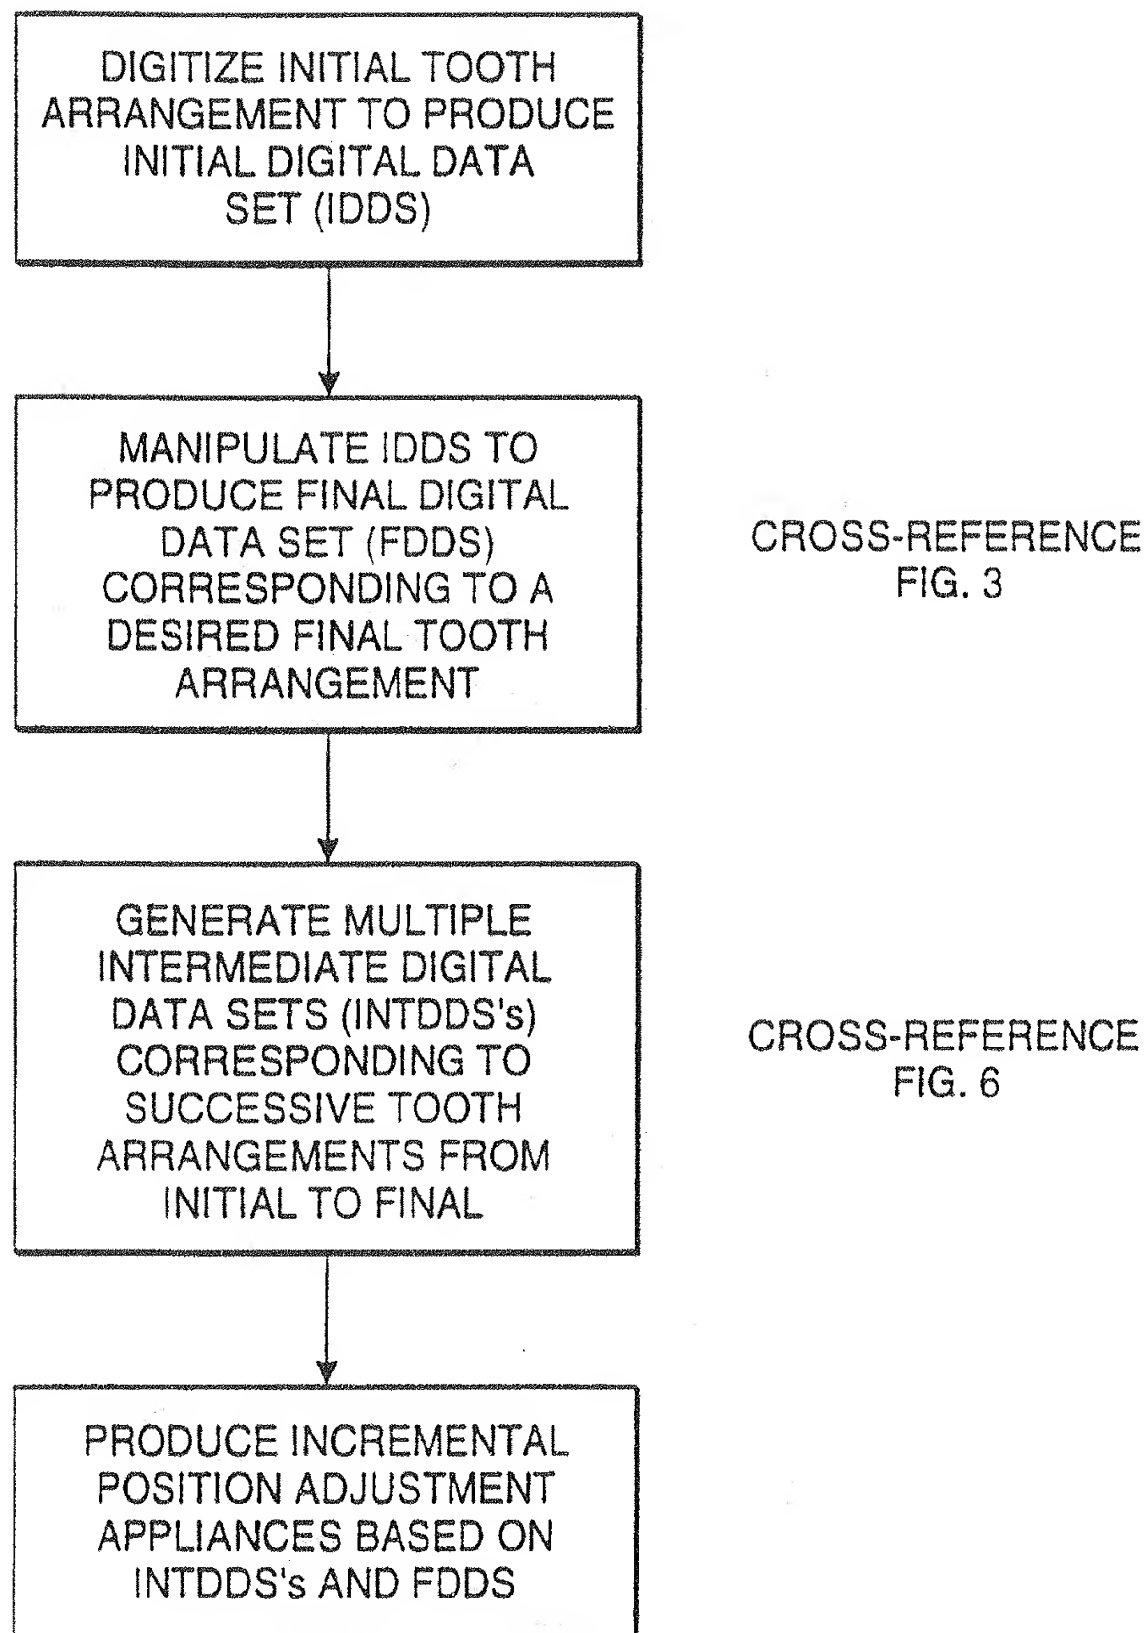 DIGITIZE INITIAL TOOTH
ARRANGEMENT TO PRODUCE
INITIAL DIGITAL DATA
SET (IDDS)
MANIPULATE IDDS TO
PRODUCE FINAL DIGITAL
DATA SET (FDDS)
CORRESPONDING TO A
DESIRED FINAL TOOTH
ARRANGEMENT
CROSS-REFERENCE
FIG. 3
GENERATE MULTIPLE
INTERMEDIATE DIGITAL
DATA SETS (INTDDS's)
CORRESPONDING TO
SUCCESSIVE TOOTH
ARRANGEMENTS FROM
INITIAL TO FINAL
CROSS-REFERENCE
FIG. 6
PRODUCE INCREMENTAL
POSITION ADJUSTMENT
APPLIANCES BASED ON
INTDDS's AND FDDS